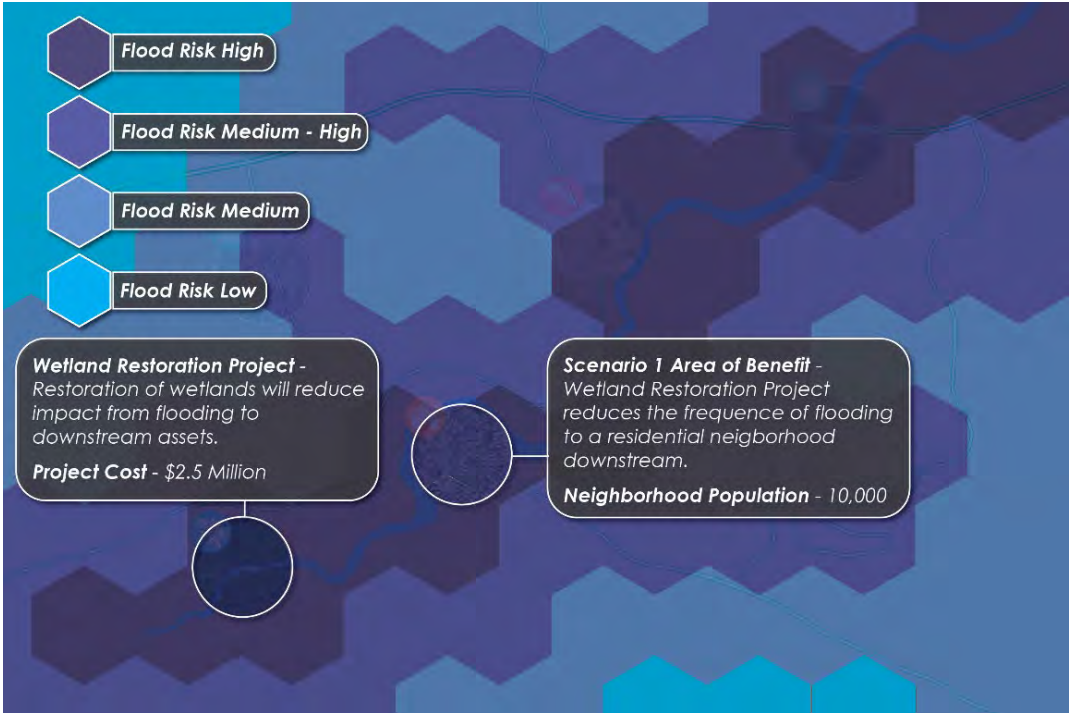 Flood Risk High
Flood Risk Medium - High
Flood Risk Medium
Flood Risk Low
Wetland Restoration Project -
Restoration of wetlands will reduce
impact from flooding to
downstream assets.
Project Cost - $2.5 Million
Scenario 1 Area of Benefit -
Wetland Restoration Project
reduces the frequence of flooding
to a residential neigborhood
downstream.
Neighborhood Population - 10,000